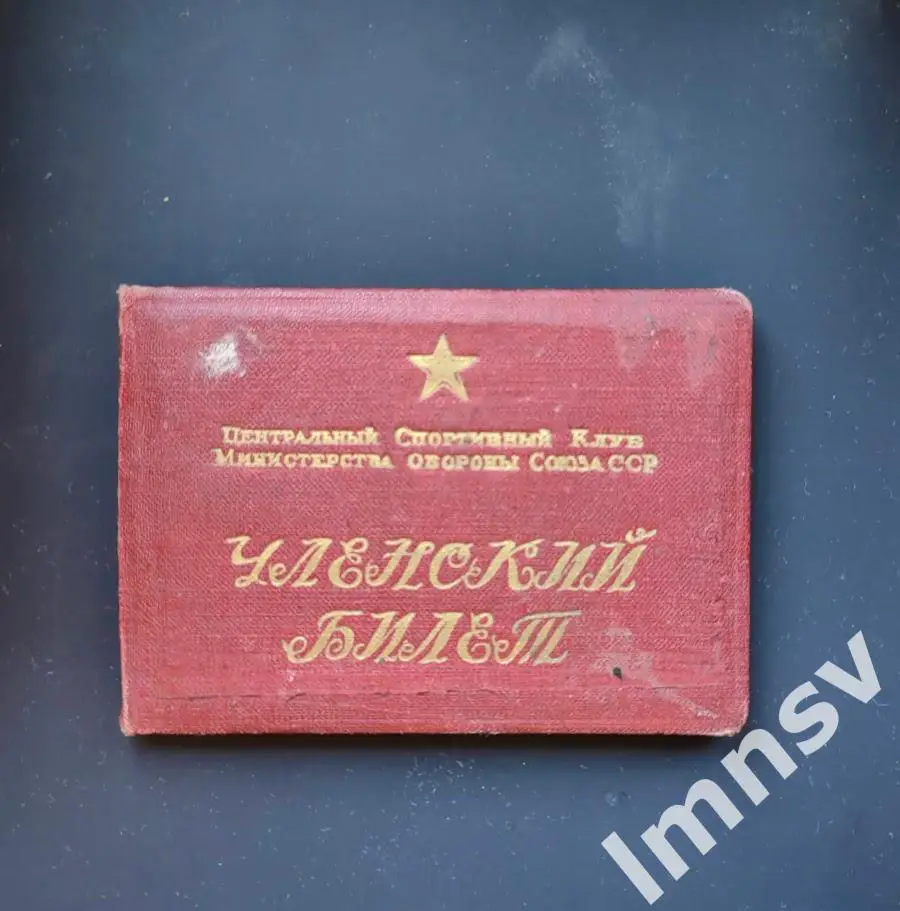 Центральный Спортивный Клуб
Министерства Обороны Союза ССР
Членский
Билет
lmnsv